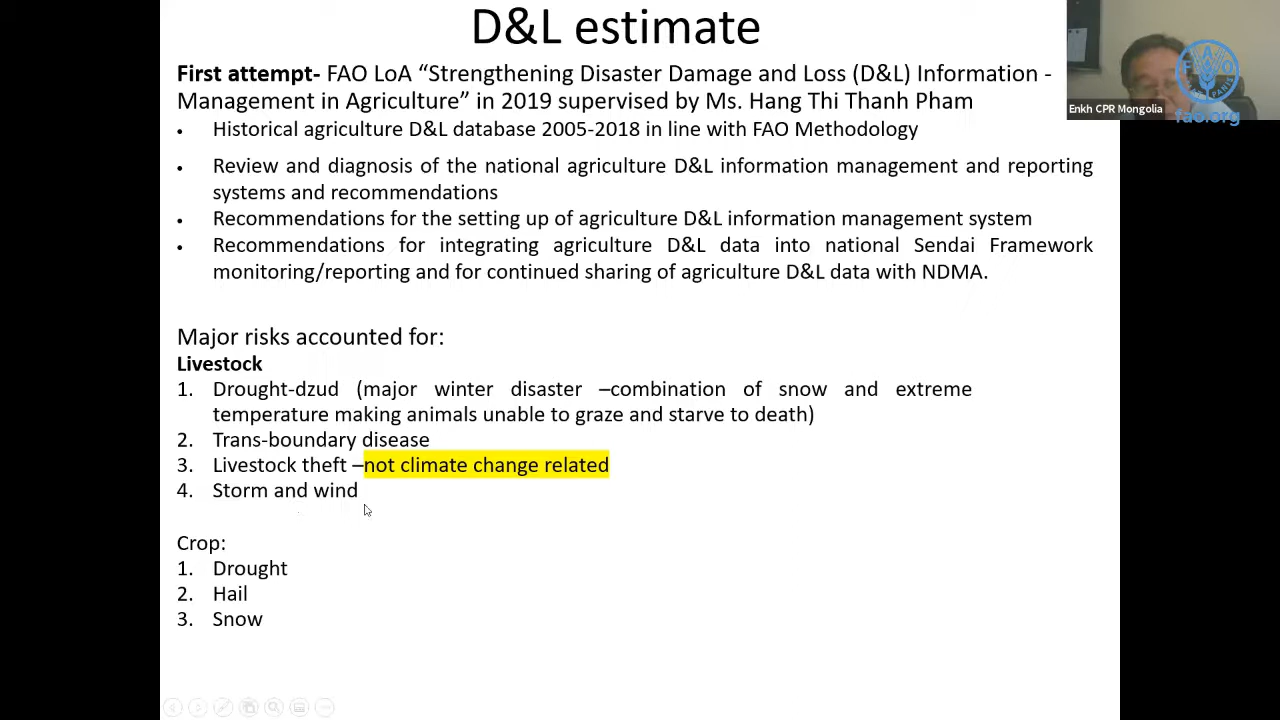 D&L estimate
First attempt- FAO LoA “Strengthening Disaster Damage and Loss (D&L) Information -
Management in Agriculture” in 2019 supervised by Ms. Hang Thi Thanh Pham
• Historical agriculture D&L database 2005-2018 in line with FAO Methodology
• Review and diagnosis of the national agriculture D&L information management and reporting
systems and recommendations
• Recommendations for the setting up of agriculture D&L information management system
• Recommendations for integrating agriculture D&L data into national Sendai Framework
monitoring/reporting and for continued sharing of agriculture D&L data with NDMA.
Major risks accounted for:
Livestock
1. Drought-dzud (major winter disaster –combination of snow and extreme
temperature making animals unable to graze and starve to death)
2. Trans-boundary disease
3. Livestock theft –not climate change related
4. Storm and wind
Crop:
1. Drought
2. Hail
3. Snow
Enkh CPR Mongolia
fao.org